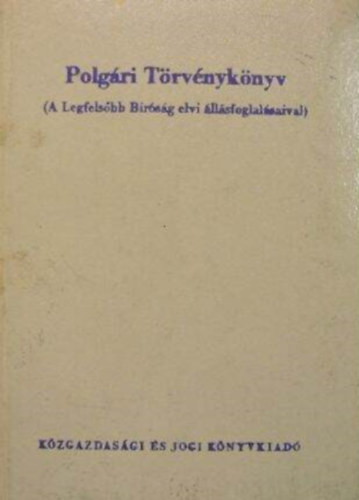 Polgári Törvénykönyv
(A Legfelsőbb Bíróság elvi állásfoglalásaival)
KÖZGAZDASÁGI ÉS JOGI KÖNYVKIADÓ